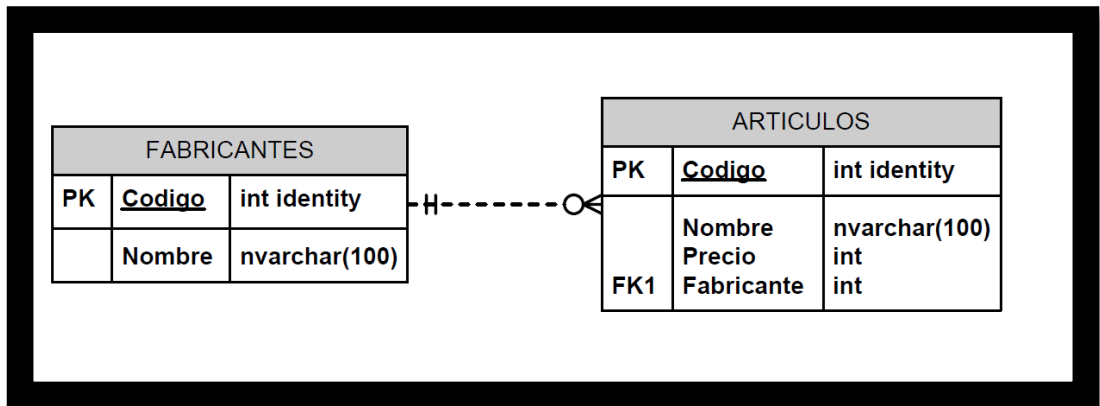 FABRICANTES
PK Codigo int identity
Nombre nvarchar(100)
ARTICULOS
PK Codigo int identity
Nombre nvarchar(100)
Precio int
FK1 Fabricante int